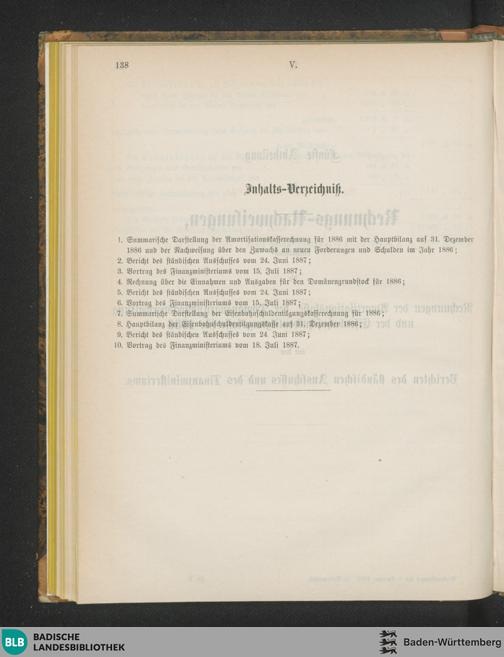 138
V.
Inhalts-Verzeichniß.
1. Summarische Darstellung der Amortisationskasserechnung für 1886 mit der Hauptbilanz auf 31. Dezember
1886 und der Nachweisung über den Zuwachs an neuen Forderungen und Schulden im Jahr 1886;
2. Bericht des ständischen Ausschusses vom 24. Juni 1887;
3. Vortrag des Finanzministeriums vom 15. Juli 1887;
4. Rechnung über die Einnahmen und Ausgaben für den Domänengrundstock für 1886;
5. Bericht des ständischen Ausschusses vom 24. Juni 1887;
6. Vortrag des Finanzministeriums vom 15. Juli 1887;
7. Summarische Darstellung der Eisenbahnschuldentilgungskasserechnung für 1886;
8. Hauptbilanz der Eisenbahnschuldentilgungskasse auf 31. Dezember 1886;
9. Bericht des ständischen Ausschusses vom 24. Juni 1887;
10. Vortrag des Finanzministeriums vom 18. Juli 1887.
BLB BADISCHE
LANDESBIBLIOTHEK
Baden-Württemberg